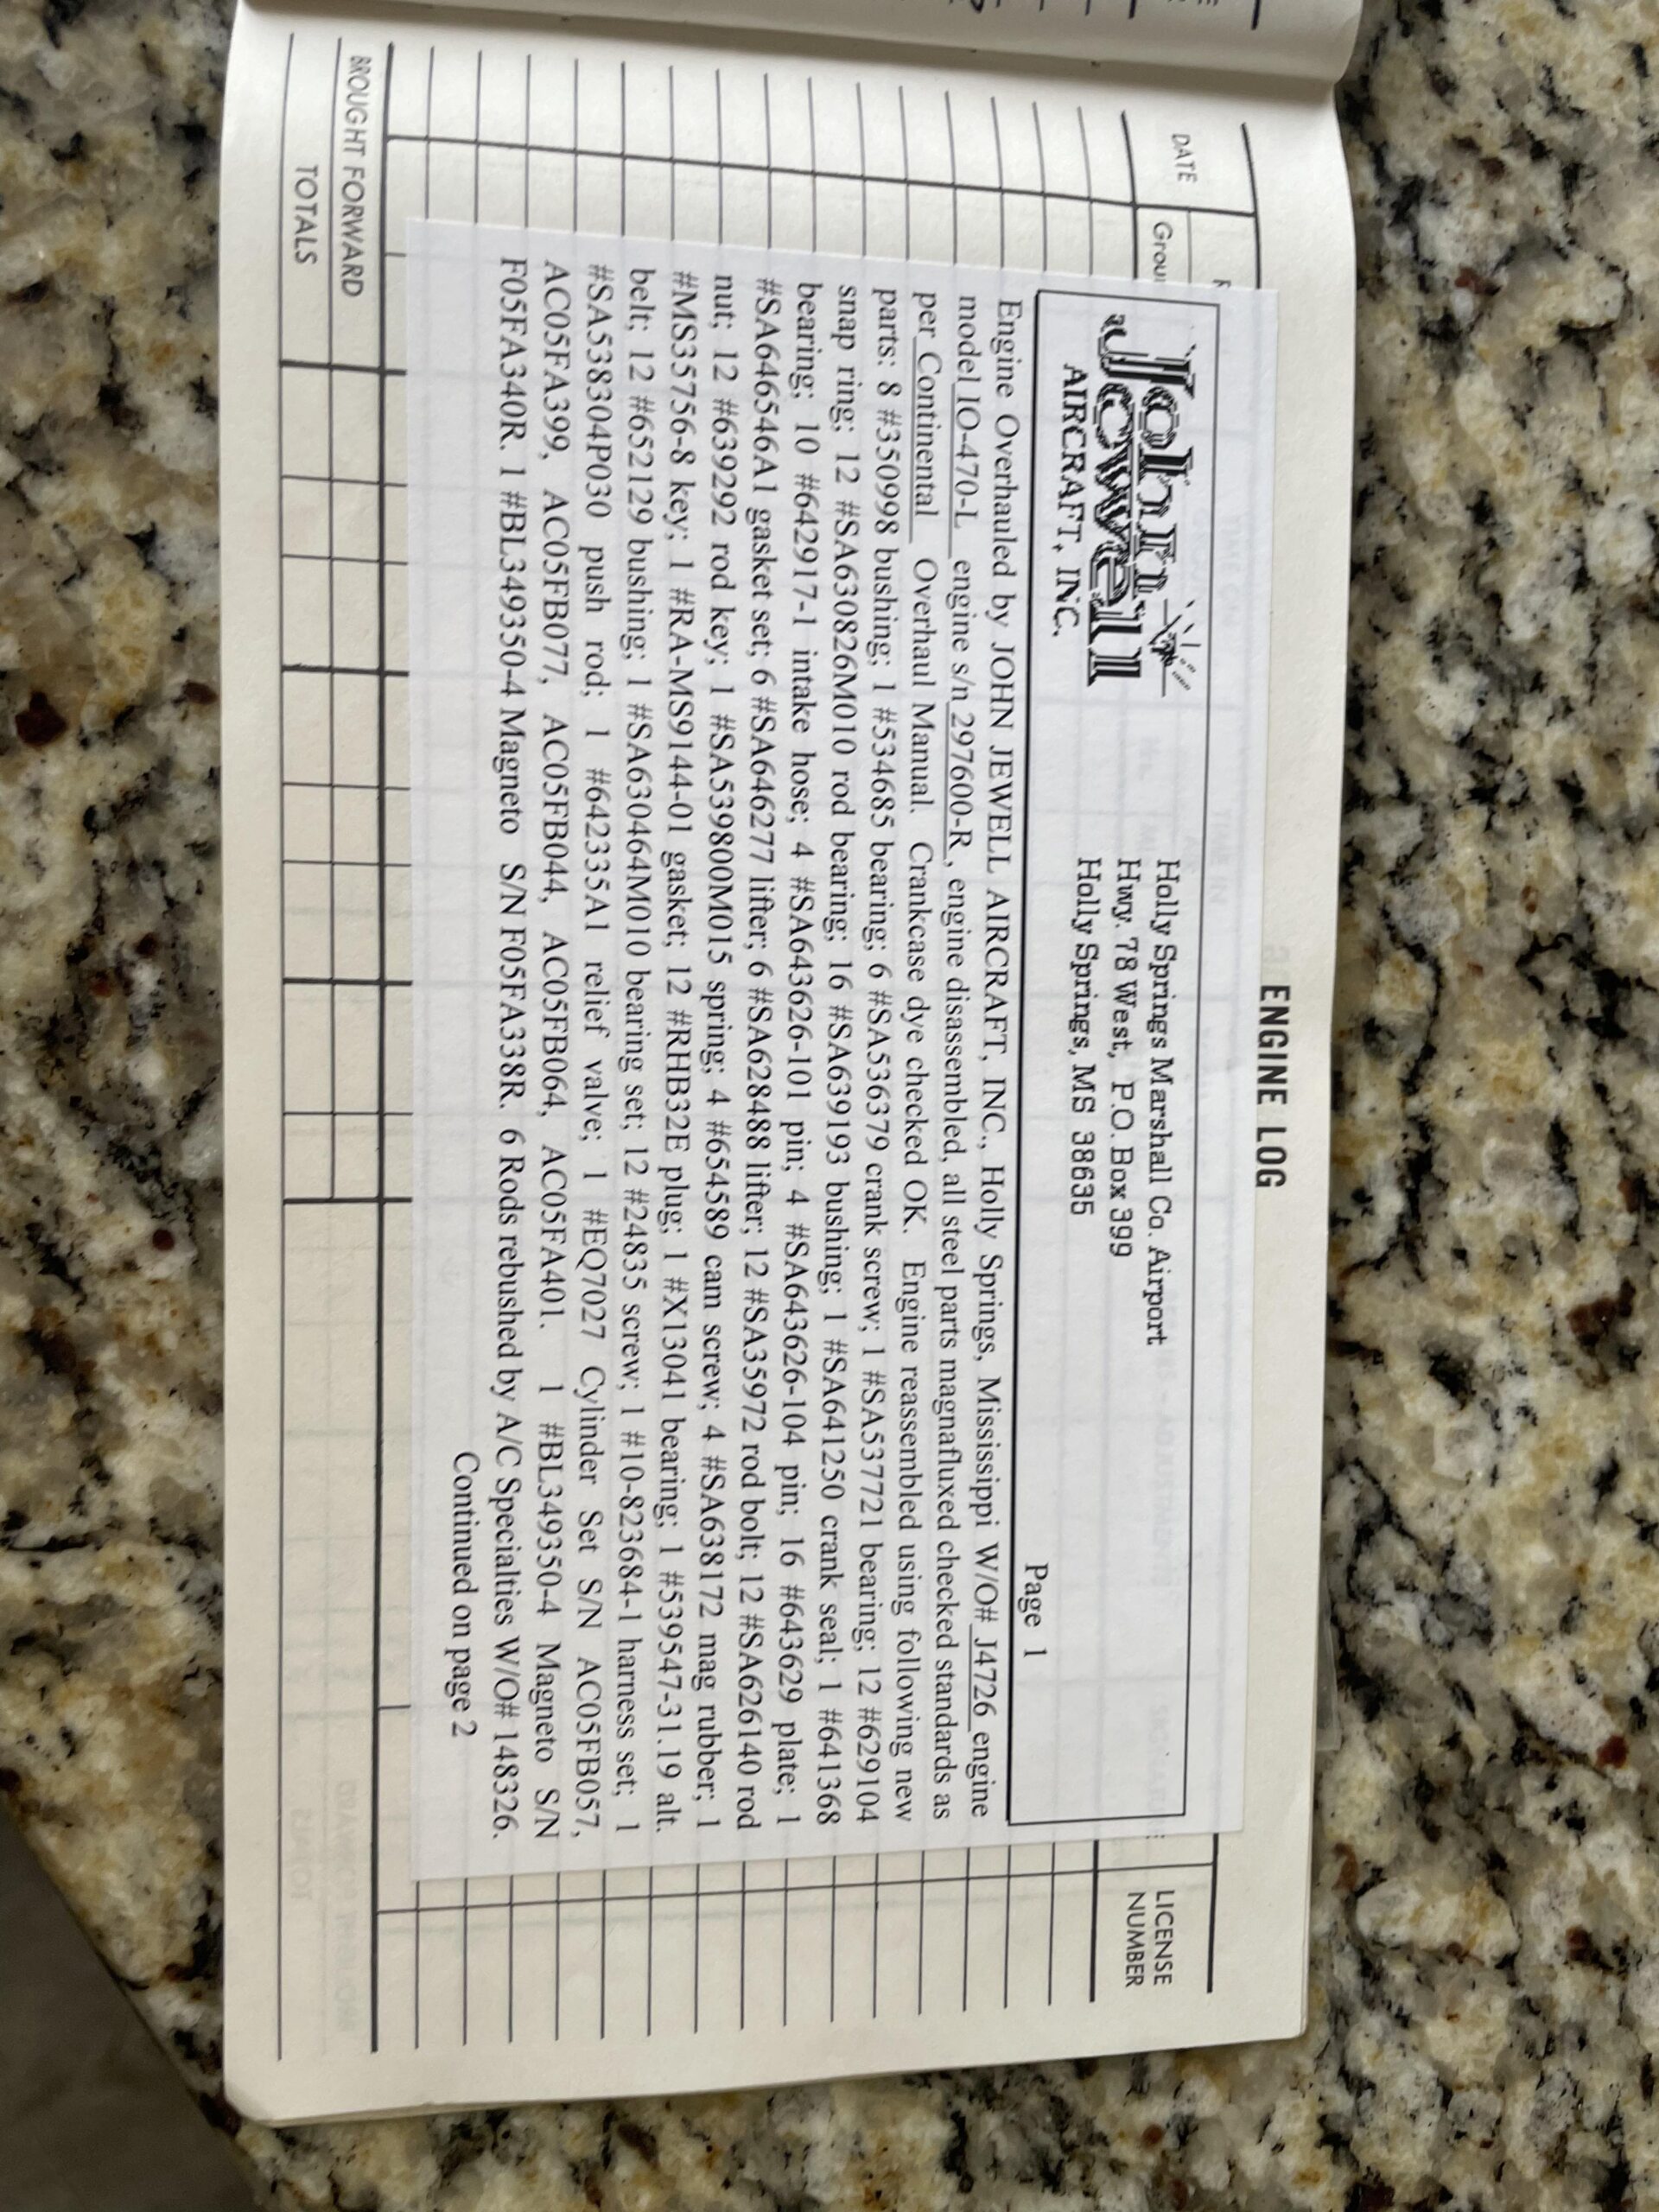 ENGINE LOG
DATE
Grou
LICENSE
NUMBER
John
Jewell
AIRCRAFT, INC.
Holly Springs Marshall Co. Airport
Hwy. 78 West, P.O. Box 399
Holly Springs, MS 38635
Page 1
Engine Overhauled by JOHN JEWELL AIRCRAFT, INC., Holly Springs, Mississippi W/O# J4726 engine
model IO-470-L engine s/n 297600-R, engine disassembled, all steel parts magnafluxed checked standards as
per Continental Overhaul Manual. Crankcase dye checked OK. Engine reassembled using following new
parts: 8 #350998 bushing; 1 #534685 bearing; 6 #SA536379 crank screw; 1 #SA537721 bearing; 12 #629104
snap ring; 12 #SA630826M010 rod bearing; 16 #SA639193 bushing; 1 #SA641250 crank seal; 1 #641368
bearing; 10 #642917-1 intake hose; 4 #SA643626-101 pin; 4 #SA643626-104 pin; 16 #643629 plate; 1
#SA646546A1 gasket set; 6 #SA646277 lifter; 6 #SA628488 lifter; 12 #SA35972 rod bolt; 12 #SA626140 rod
nut; 12 #639292 rod key; 1 #SA539800M015 spring; 4 #654589 cam screw; 4 #SA638172 mag rubber; 1
#MS35756-8 key; 1 #RA-MS9144-01 gasket; 12 #RHB32E plug; 1 #X13041 bearing; 1 #539547-31.19 alt.
belt; 12 #652129 bushing; 1 #SA630464M010 bearing set; 12 #24835 screw; 1 #10-823684-1 harness set; 1
#SA538304P030 push rod; 1 #642335A1 relief valve; 1 #EQ7027 Cylinder Set S/N AC05FB057,
AC05FA399, AC05FB077, AC05FB044, AC05FB064, AC05FA401. 1 #BL349350-4 Magneto S/N
F05FA340R. 1 #BL349350-4 Magneto S/N F05FA338R. 6 Rods rebushed by A/C Specialties W/O# 148326.
Continued on page 2
BROUGHT FORWARD
TOTALS